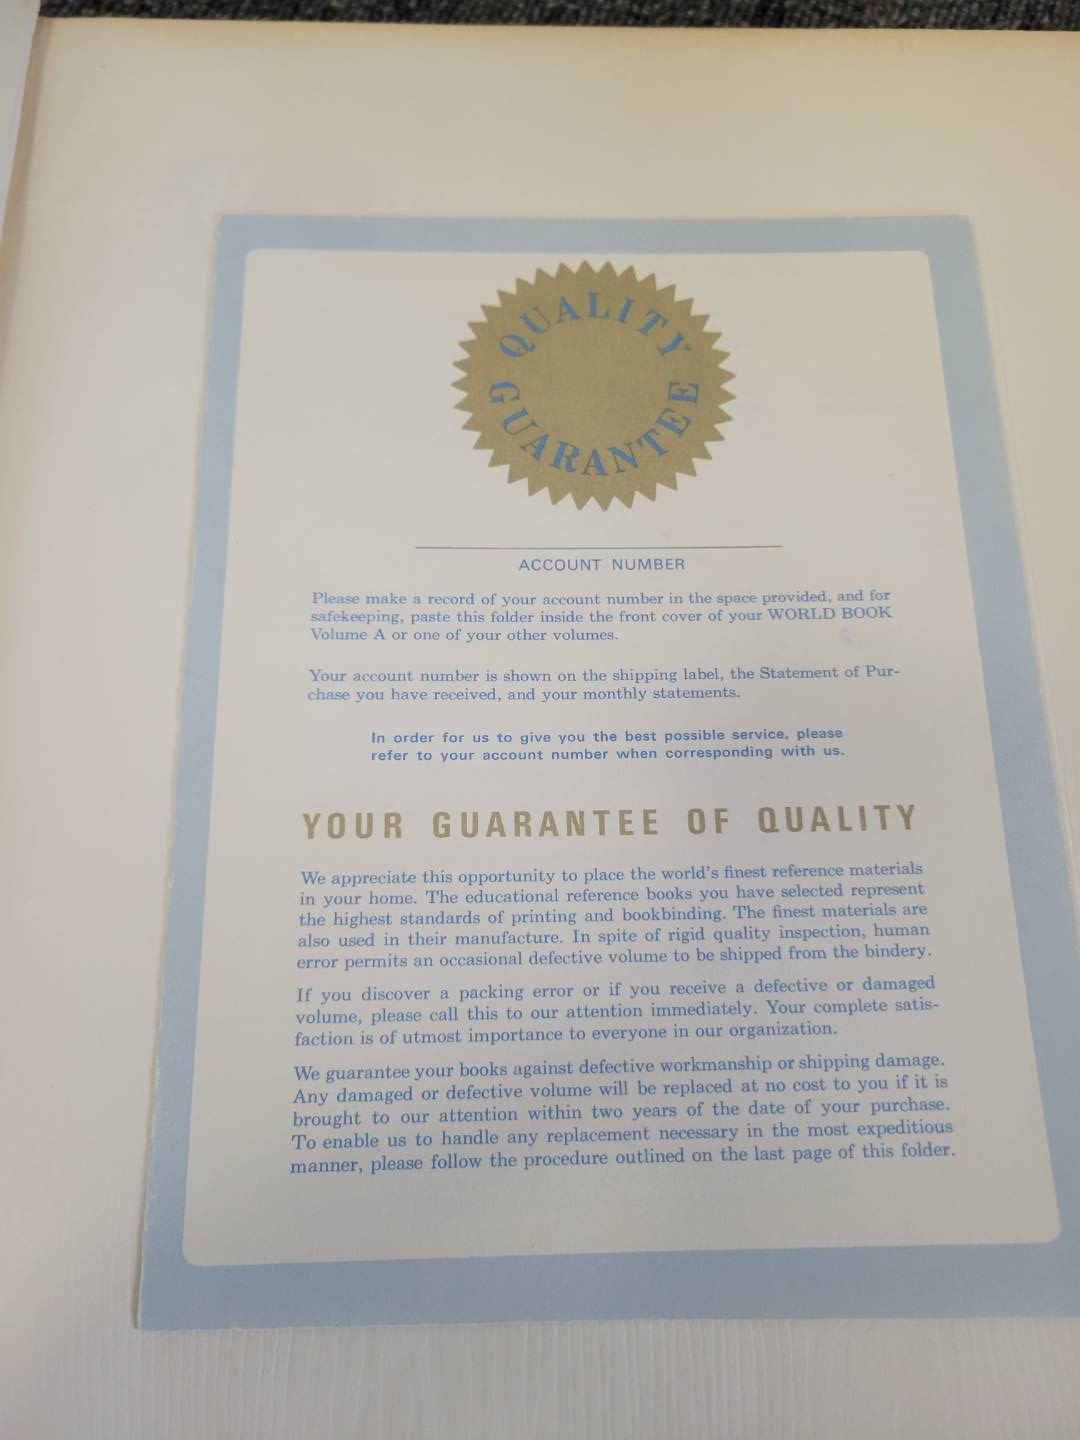 QUALITY
GUARANTEE
ACCOUNT NUMBER
Please make a record of your account number in the space provided, and for
safekeeping, paste this folder inside the front cover of your WORLD BOOK
Volume A or one of your other volumes.
Your account number is shown on the shipping label, the Statement of Pur-
chase you have received, and your monthly statements.
In order for us to give you the best possible service, please
refer to your account number when corresponding with us.
YOUR GUARANTEE OF QUALITY
We appreciate this opportunity to place the world's finest reference materials
in your home. The educational reference books you have selected represent
the highest standards of printing and bookbinding. The finest materials are
also used in their manufacture. In spite of rigid quality inspection, human
error permits an occasional defective volume to be shipped from the bindery.
If you discover a packing error or if you receive a defective or damaged
volume, please call this to our attention immediately. Your complete satis-
faction is of utmost importance to everyone in our organization.
We guarantee your books against defective workmanship or shipping damage.
Any damaged or defective volume will be replaced at no cost to you if it is
brought to our attention within two years of the date of your purchase.
To enable us to handle any replacement necessary in the most expeditious
manner, please follow the procedure outlined on the last page of this folder.